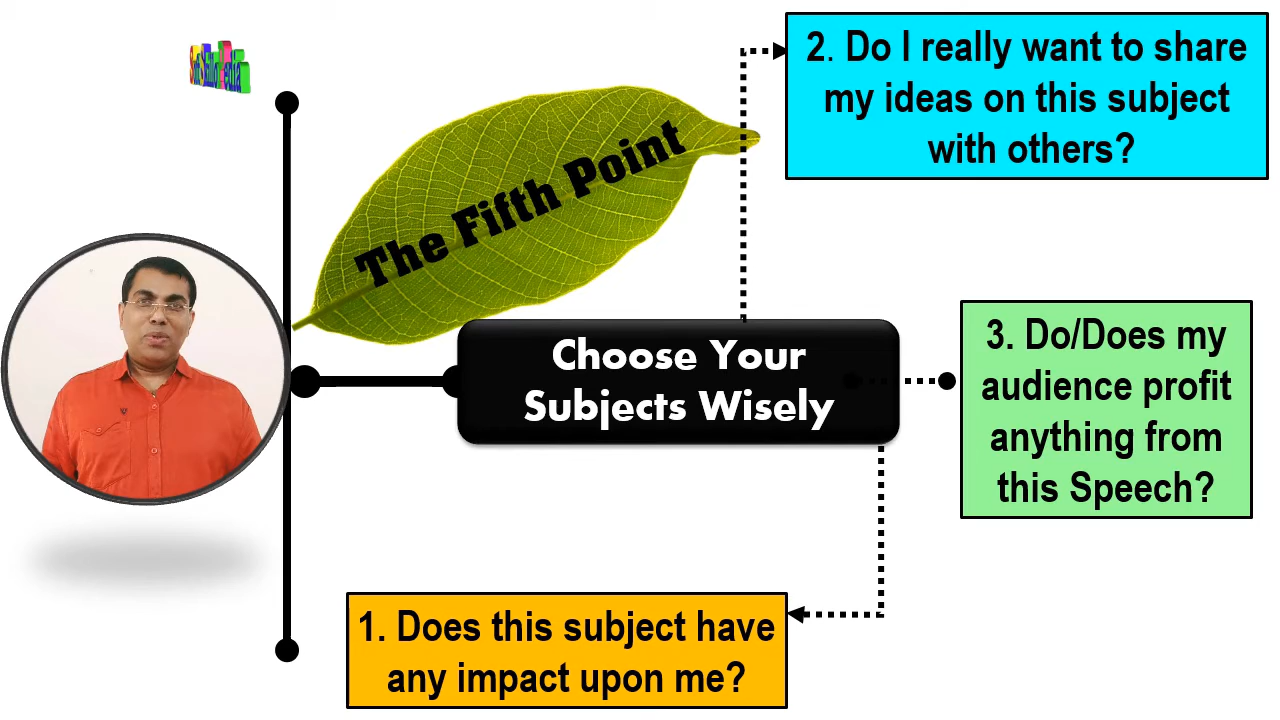 SoftSkillopedia
The Fifth Point
Choose Your
Subjects Wisely
1. Does this subject have
any impact upon me?
2. Do I really want to share
my ideas on this subject
with others?
3. Do/Does my
audience profit
anything from
this Speech?